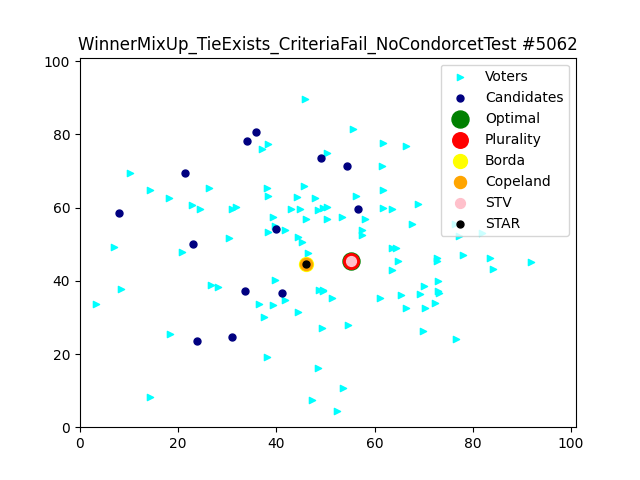 WinnerMixUp_TieExists_CriteriaFail_NoCondorcetTest #5062
100
80
60
40
20
0
0 20 40 60 80 100
Voters
Candidates
Optimal
Plurality
Borda
Copeland
STV
STAR